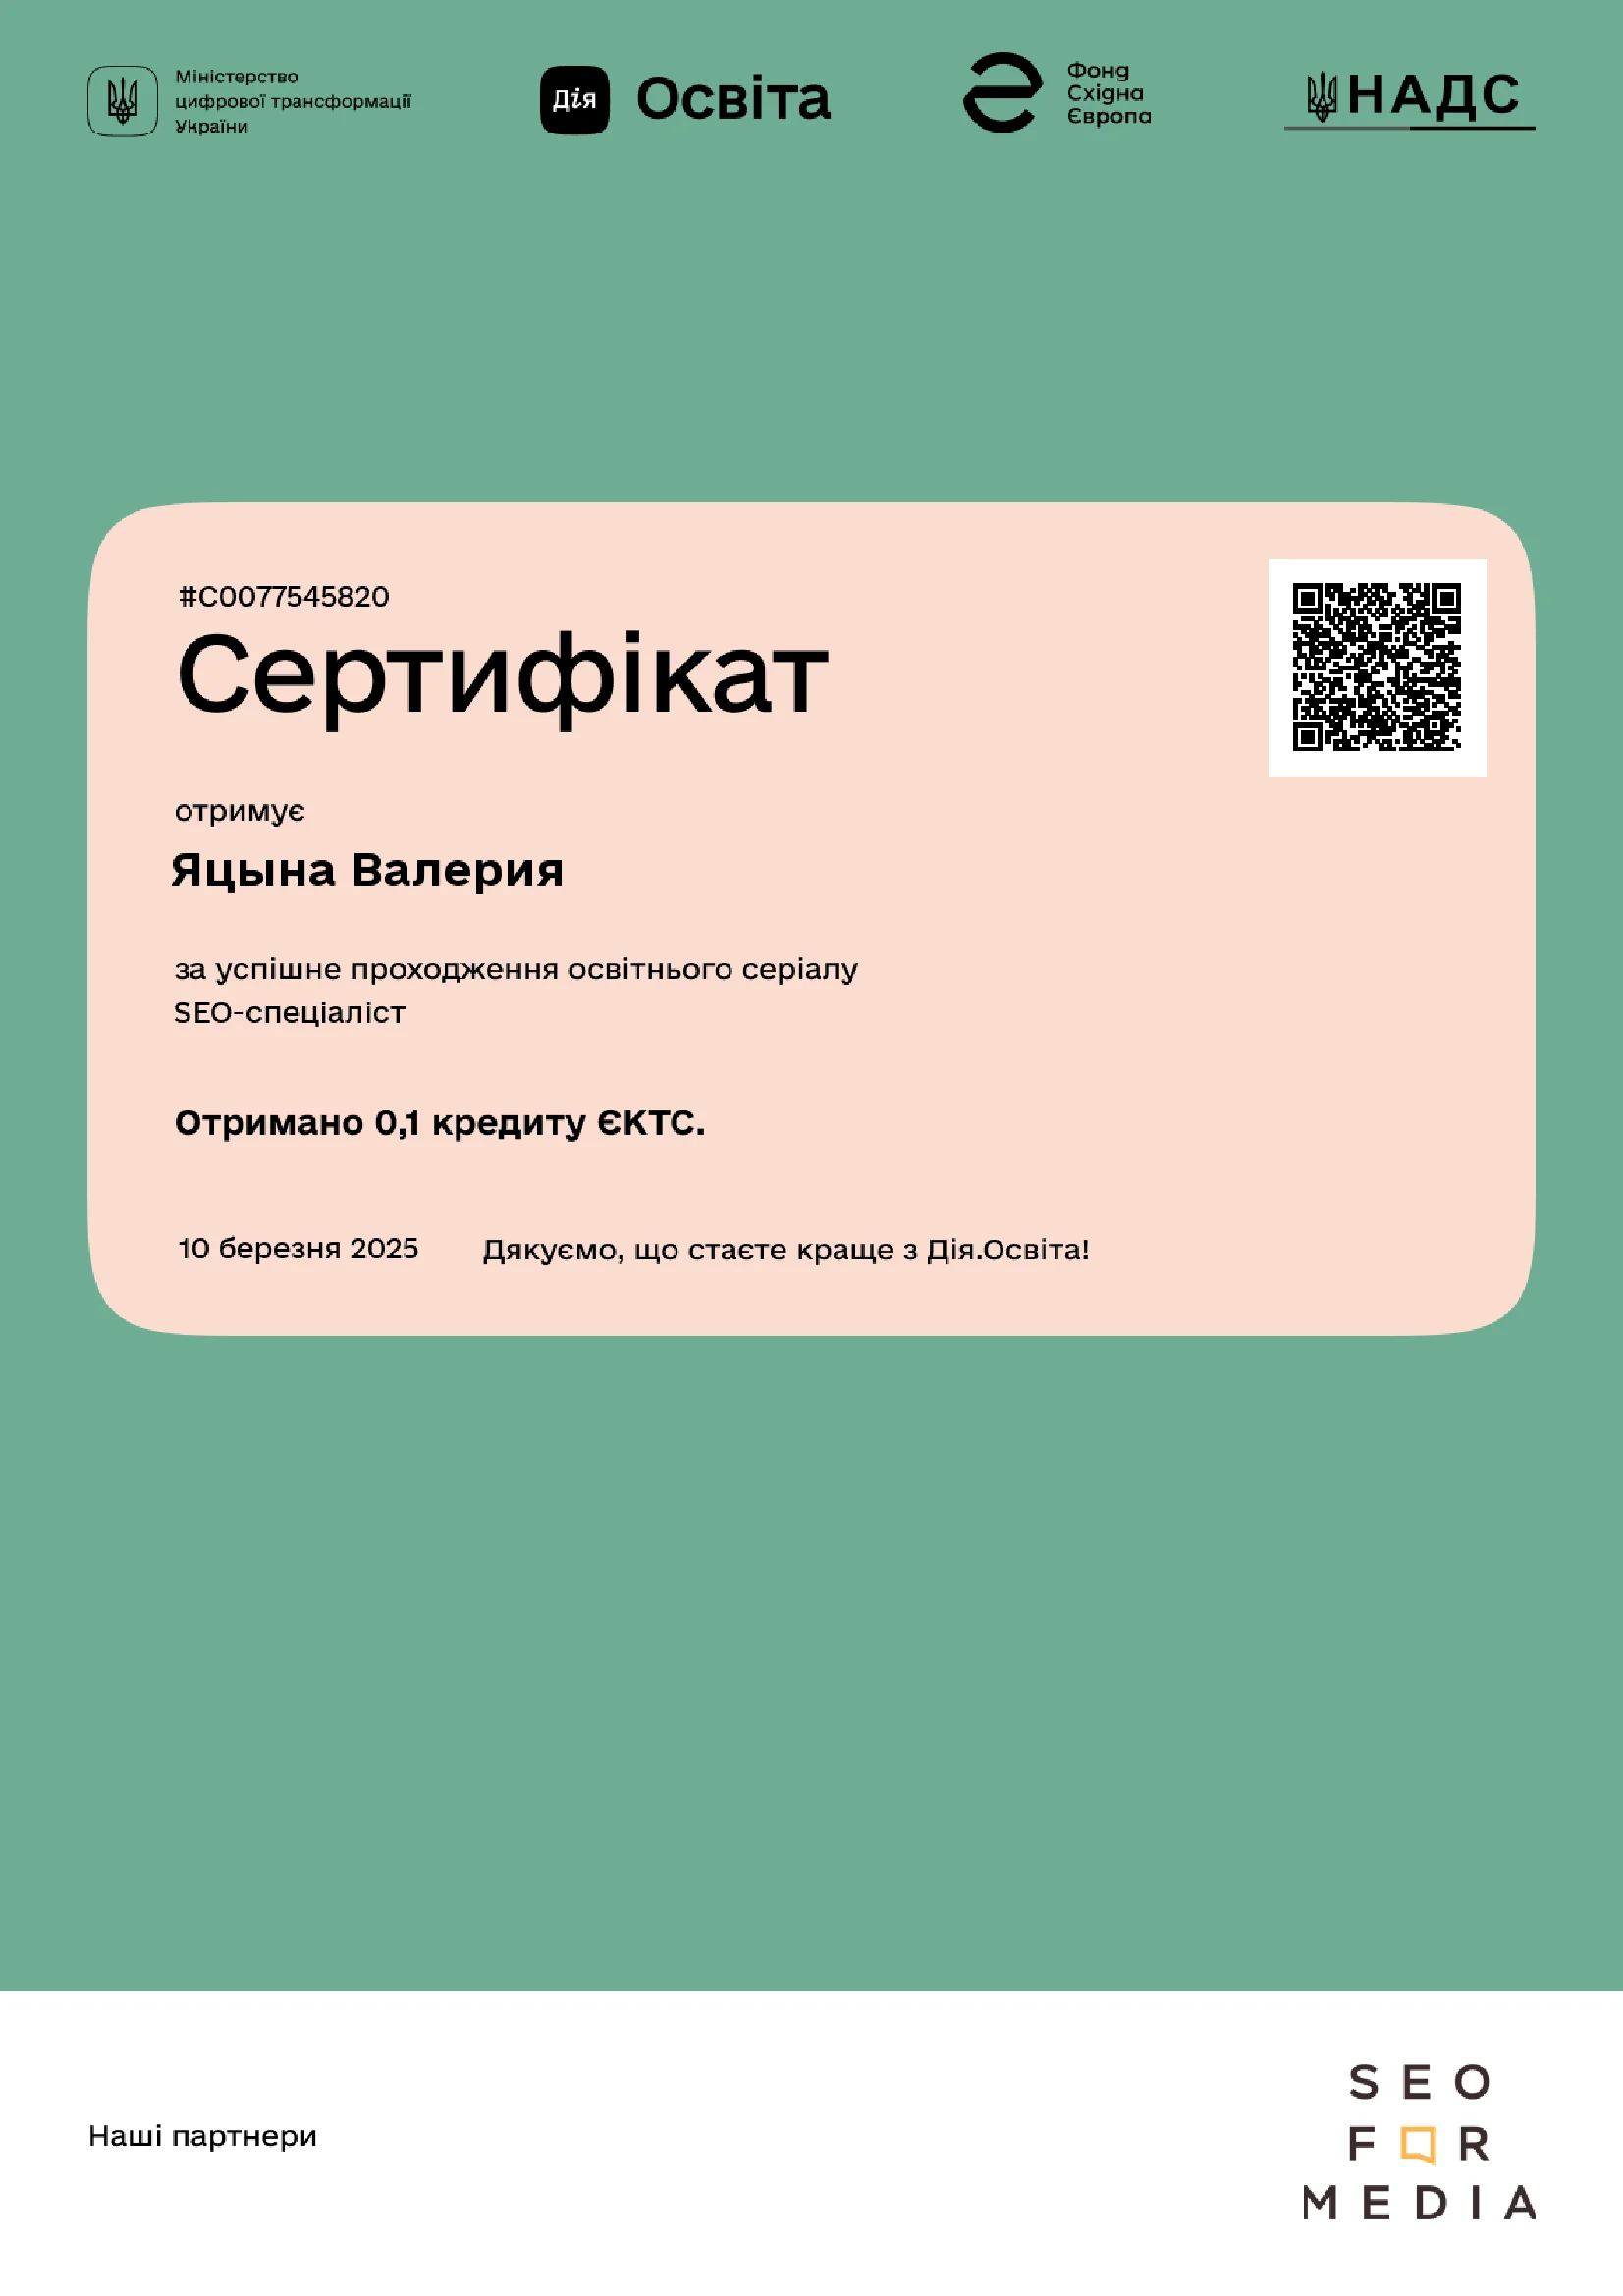 Міністерство
цифрової трансформації
України
Дія Освіта
Фонд
Східна
Європа
НАДС
#C0077545820
Сертифікат
отримує
Яцына Валерия
за успішне проходження освітнього серіалу
SEO-спеціаліст
Отримано 0,1 кредиту ЄКТС.
10 березня 2025 Дякуємо, що стаєте краще з Дія.Освіта!
Наші партнери
SEO
FOR
MEDIA